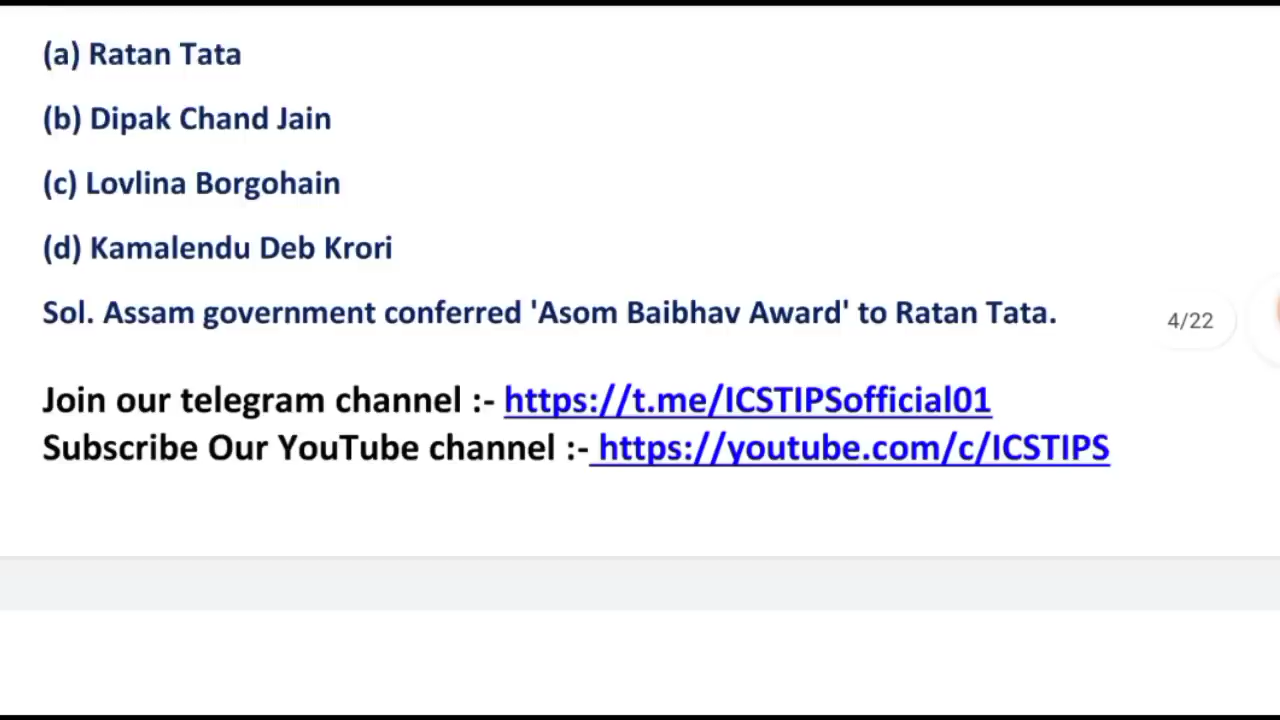 (a) Ratan Tata
(b) Dipak Chand Jain
(c) Lovlina Borgohain
(d) Kamalendu Deb Krori
Sol. Assam government conferred 'Asom Baibhav Award' to Ratan Tata.
4/22
Join our telegram channel :- https://t.me/ICSTIPSofficial01
Subscribe Our YouTube channel :- https://youtube.com/c/ICSTIPS